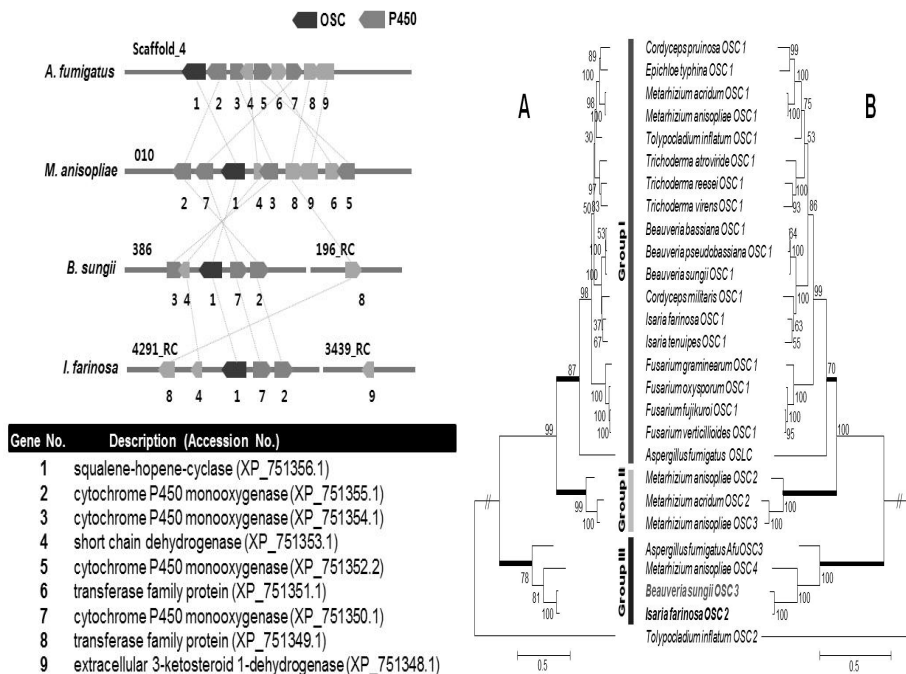 OSC P450
Scaffold_4
A. fumigatus
1 2 3 4 5 6 7 8 9
010
M. anisopliae
2 7 1 4 3 8 9 6 5
386 196_RC
B. sungii
3 4 1 7 2 8
4291_RC 3439_RC
I. farinosa
8 4 1 7 2 9
Gene No. Description (Accession No.)
1 squalene-hopene-cyclase (XP_751356.1)
2 cytochrome P450 monooxygenase (XP_751355.1)
3 cytochrome P450 monooxygenase (XP_751354.1)
4 short chain dehydrogenase (XP_751353.1)
5 cytochrome P450 monooxygenase (XP_751352.2)
6 transferase family protein (XP_751351.1)
7 cytochrome P450 monooxygenase (XP_751350.1)
8 transferase family protein (XP_751349.1)
9 extracellular 3-ketosteroid 1-dehydrogenase (XP_751348.1)
A
89
100
98
100
30
97
50
83
53
100
100
98
37
67
100
100
100
87
99
99
100
78
81
100
//
0.5
Group I
Group II
Group III
Cordyceps pruinosa OSC 1
Epichloe typhina OSC 1
Metarhizium acridum OSC 1
Metarhizium anisopliae OSC 1
Tolypocladium inflatum OSC 1
Trichoderma atroviride OSC 1
Trichoderma reesei OSC 1
Trichoderma virens OSC 1
Beauveria bassiana OSC 1
Beauveria pseudobassiana OSC 1
Beauveria sungii OSC 1
Cordyceps militaris OSC 1
Isaria farinosa OSC 1
Isaria tenuipes OSC 1
Fusarium graminearum OSC 1
Fusarium oxysporum OSC 1
Fusarium fujikuroi OSC 1
Fusarium verticillioides OSC 1
Aspergillus fumigatus OSLC
Metarhizium anisopliae OSC 2
Metarhizium acridum OSC 2
Metarhizium anisopliae OSC 3
Aspergillus fumigatus AfuOSC3
Metarhizium anisopliae OSC 4
Beauveria sungii OSC 3
Isaria farinosa OSC 2
Tolypocladium inflatum OSC 2
B
99
100
75
100
53
100
93
86
64
100
100
99
100
63
55
100
100
95
70
100
100
100
100
100
100
//
0.5